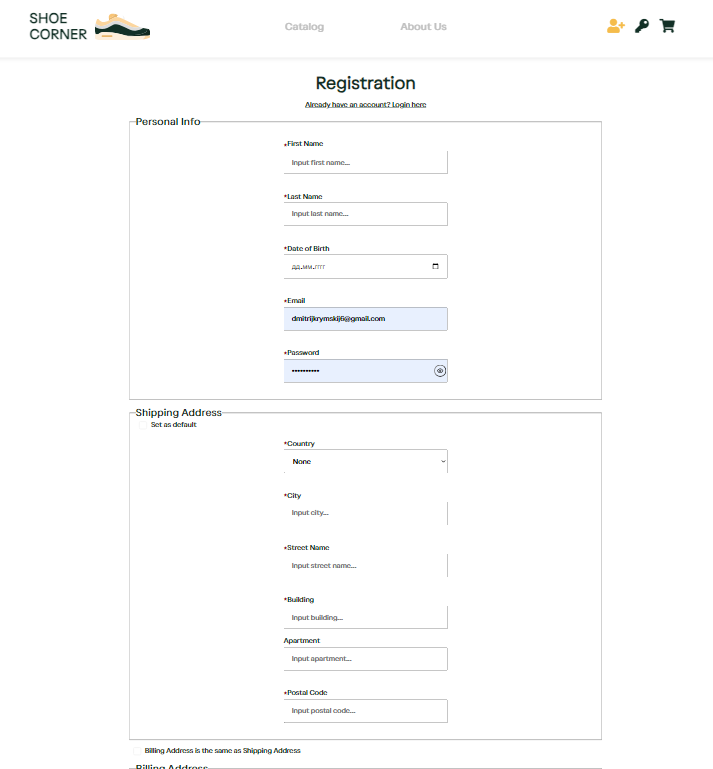 SHOE
CORNER
Catalog
About Us
Registration
Already have an account? Login here
Personal Info
*First Name
Input first name...
*Last Name
Input last name...
*Date of Birth
дд.мм.гггг
*Email
dmitrijkrymskij6@gmail.com
*Password
••••••••••
Shipping Address
Set as default
*Country
None
*City
Input city...
*Street Name
Input street name...
*Building
Input building...
Apartment
Input apartment...
*Postal Code
Input postal code...
Billing Address is the same as Shipping Address
Billing Address